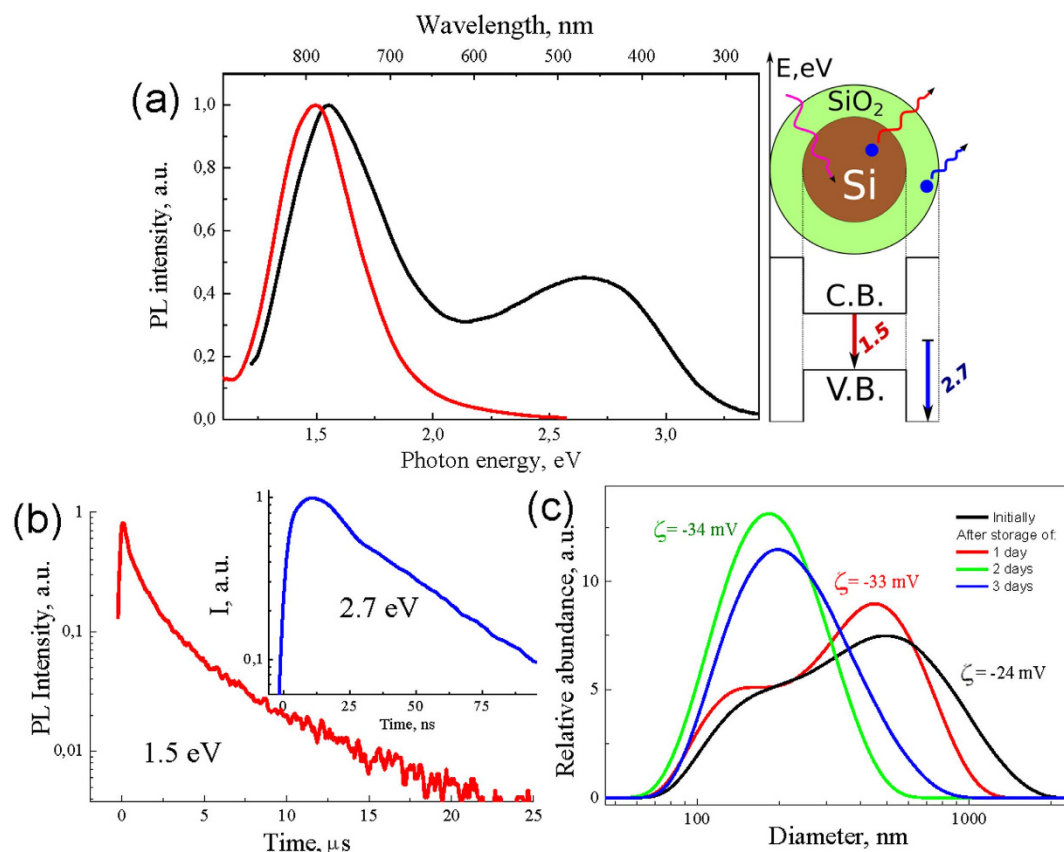 Wavelength, nm
800 700 600 500 400 300
(a)
1,0
0,8
0,6
0,4
0,2
0,0
PL intensity, a.u.
1,5 2,0 2,5 3,0
Photon energy, eV
E,eV
SiO2
Si
C.B.
1.5
V.B.
2.7
(b)
1
0,1
0,01
PL Intensity, a.u.
1.5 eV
0 5 10 15 20 25
Time, μs
1
0,1
I, a.u.
2.7 eV
0 25 50 75
Time, ns
(c)
10
5
0
Relative abundance, a.u.
ζ= -34 mV
ζ= -33 mV
ζ= -24 mV
Initially
After storage of:
1 day
2 days
3 days
100 1000
Diameter, nm